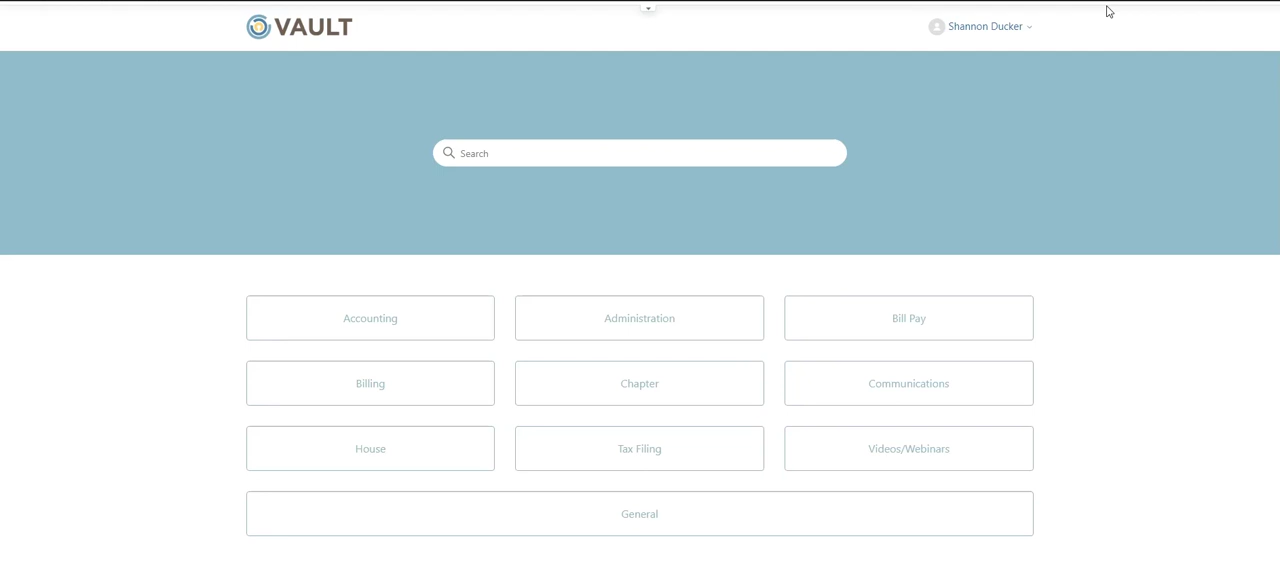 VAULT
Shannon Ducker
Search
Accounting
Administration
Bill Pay
Billing
Chapter
Communications
House
Tax Filing
Videos/Webinars
General